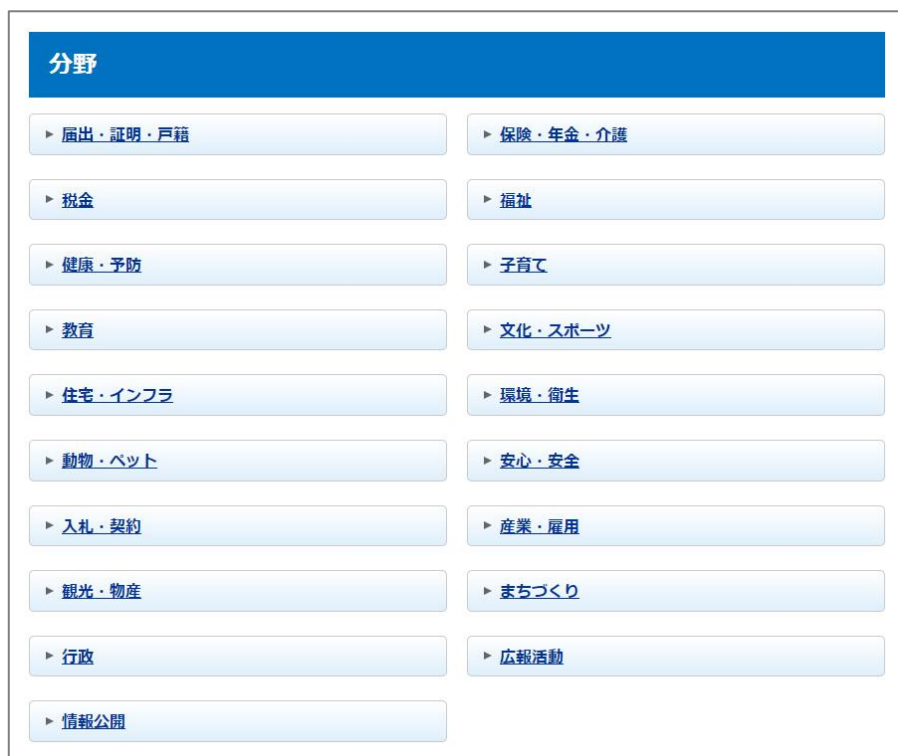 分野
届出・証明・戸籍
保険・年金・介護
税金
福祉
健康・予防
子育て
教育
文化・スポーツ
住宅・インフラ
環境・衛生
動物・ペット
安心・安全
入札・契約
産業・雇用
観光・物産
まちづくり
行政
広報活動
情報公開